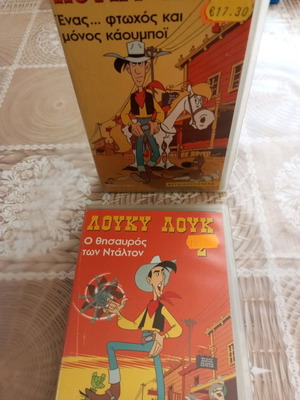 Ένας... φτωχός και
μόνος κάουμποϊ
€17.30
ΛΟΥΚΥ ΛΟΥΚ
Ο θησαυρός
των Ντάλτον